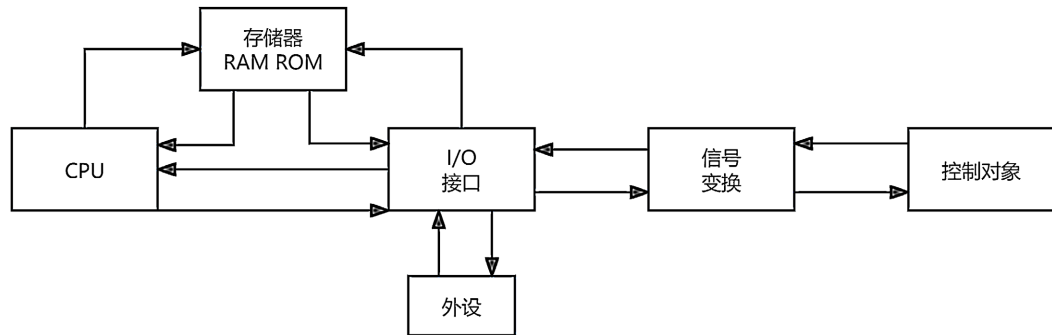 存储器
RAM ROM
CPU
I/O
接口
信号
变换
控制对象
外设